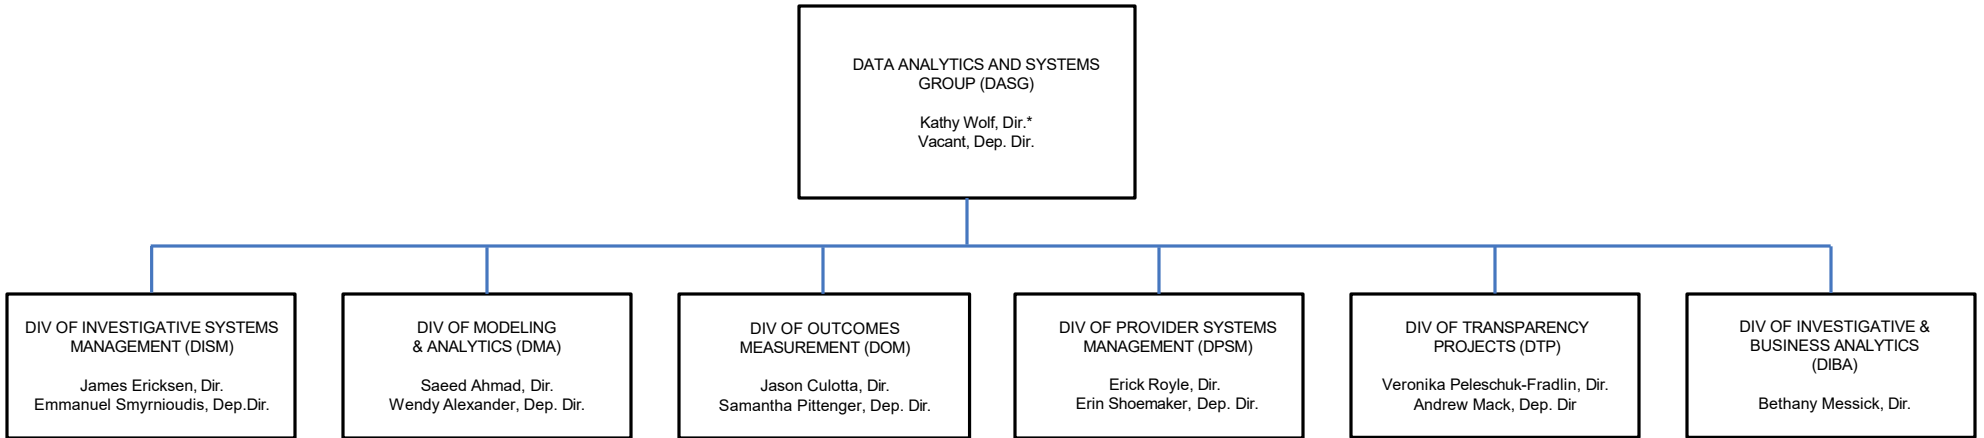 DATA ANALYTICS AND SYSTEMS
GROUP (DASG)
Kathy Wolf, Dir.*
Vacant, Dep. Dir.
DIV OF INVESTIGATIVE SYSTEMS
MANAGEMENT (DISM)
James Ericksen, Dir.
Emmanuel Smyrnioudis, Dep.Dir.
DIV OF MODELING
& ANALYTICS (DMA)
Saeed Ahmad, Dir.
Wendy Alexander, Dep. Dir.
DIV OF OUTCOMES
MEASUREMENT (DOM)
Jason Culotta, Dir.
Samantha Pittenger, Dep. Dir.
DIV OF PROVIDER SYSTEMS
MANAGEMENT (DPSM)
Erick Royle, Dir.
Erin Shoemaker, Dep. Dir.
DIV OF TRANSPARENCY
PROJECTS (DTP)
Veronika Peleschuk-Fradlin, Dir.
Andrew Mack, Dep. Dir
DIV OF INVESTIGATIVE &
BUSINESS ANALYTICS
(DIBA)
Bethany Messick, Dir.